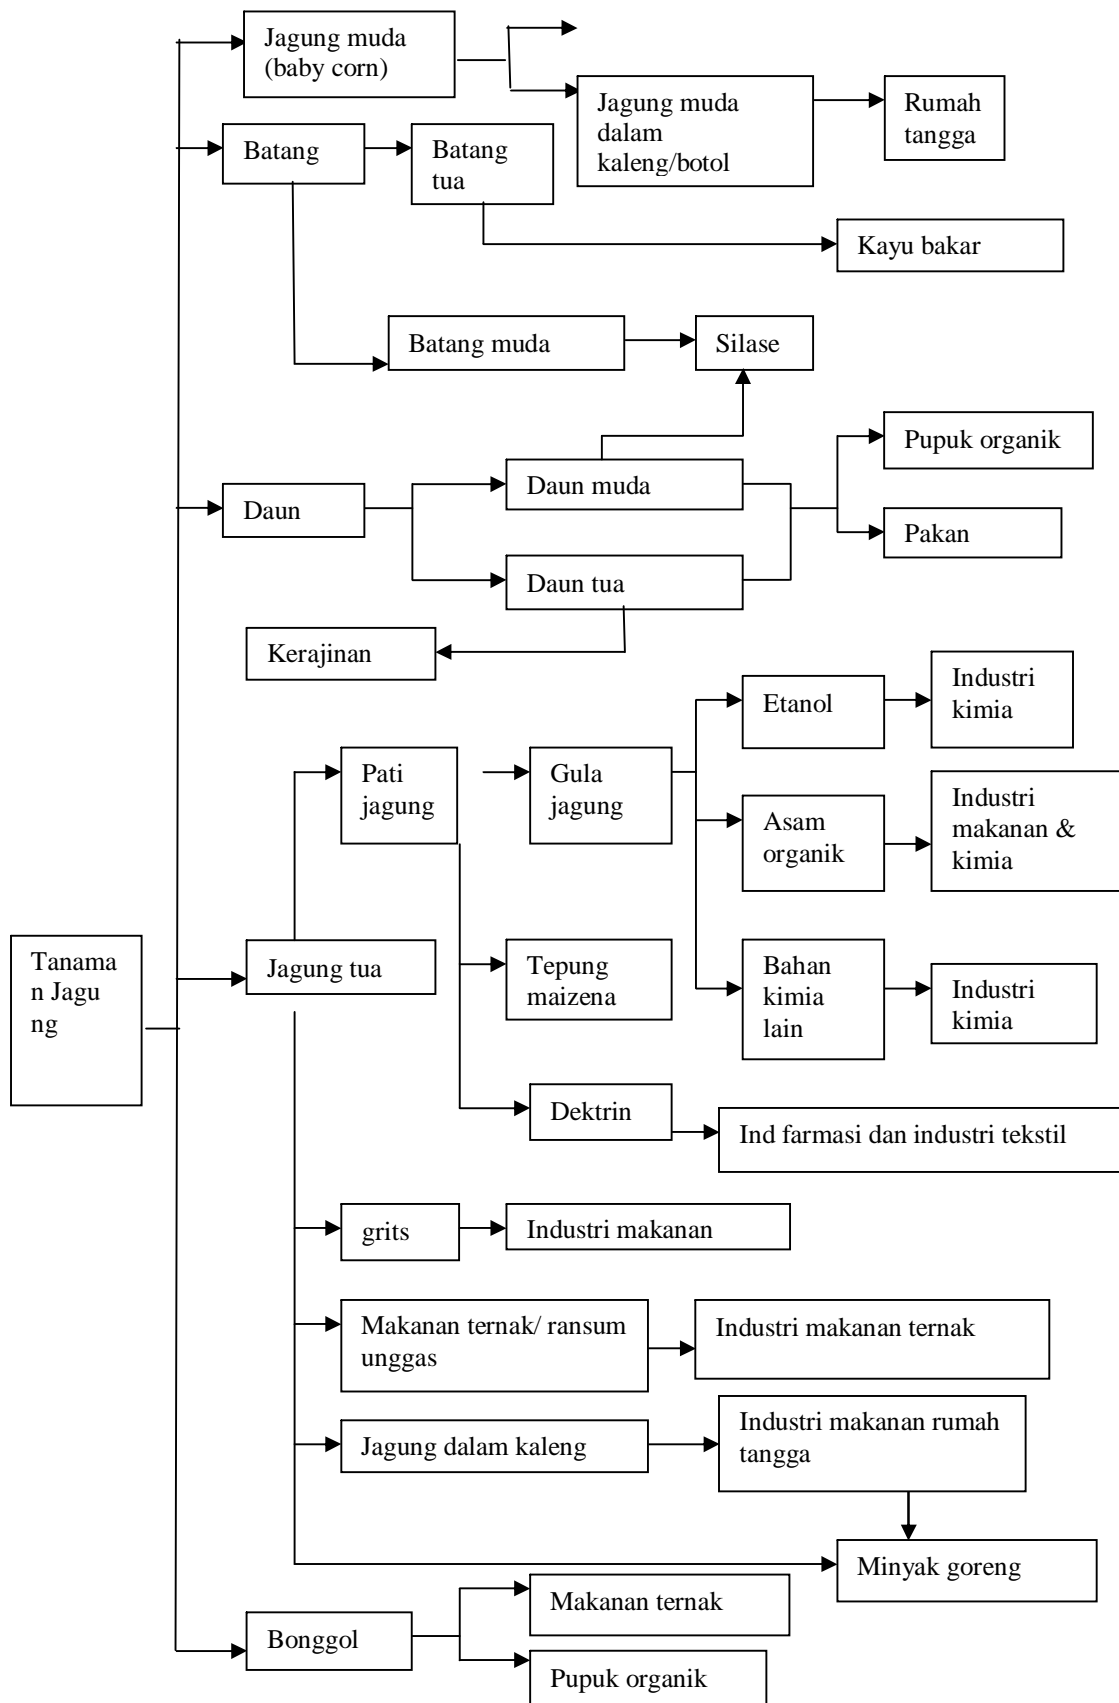 Jagung muda
(baby corn)
Jagung muda
dalam
kaleng/botol
Rumah
tangga
Batang
Batang
tua
Kayu bakar
Batang muda
Silase
Pupuk organik
Daun
Daun muda
Pakan
Daun tua
Kerajinan
Etanol
Industri
kimia
Pati
jagung
Gula
jagung
Asam
organik
Industri
makanan &
kimia
Tanama
n Jagu
ng
Jagung tua
Tepung
maizena
Bahan
kimia
lain
Industri
kimia
Dektrin
Ind farmasi dan industri tekstil
grits
Industri makanan
Makanan ternak/ ransum
unggas
Industri makanan ternak
Jagung dalam kaleng
Industri makanan rumah
tangga
Minyak goreng
Bonggol
Makanan ternak
Pupuk organik